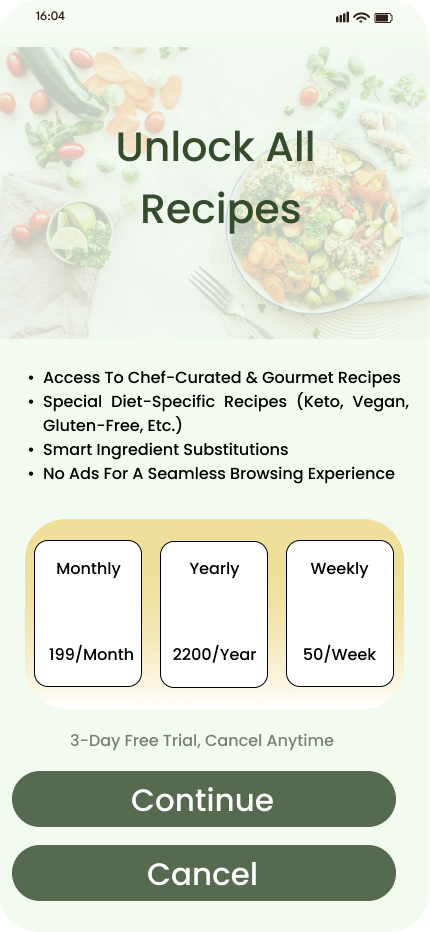 16:04
Unlock All
Recipes
• Access To Chef-Curated & Gourmet Recipes
• Special Diet-Specific Recipes (Keto, Vegan,
Gluten-Free, Etc.)
• Smart Ingredient Substitutions
• No Ads For A Seamless Browsing Experience
Monthly
199/Month
Yearly
2200/Year
Weekly
50/Week
3-Day Free Trial, Cancel Anytime
Continue
Cancel